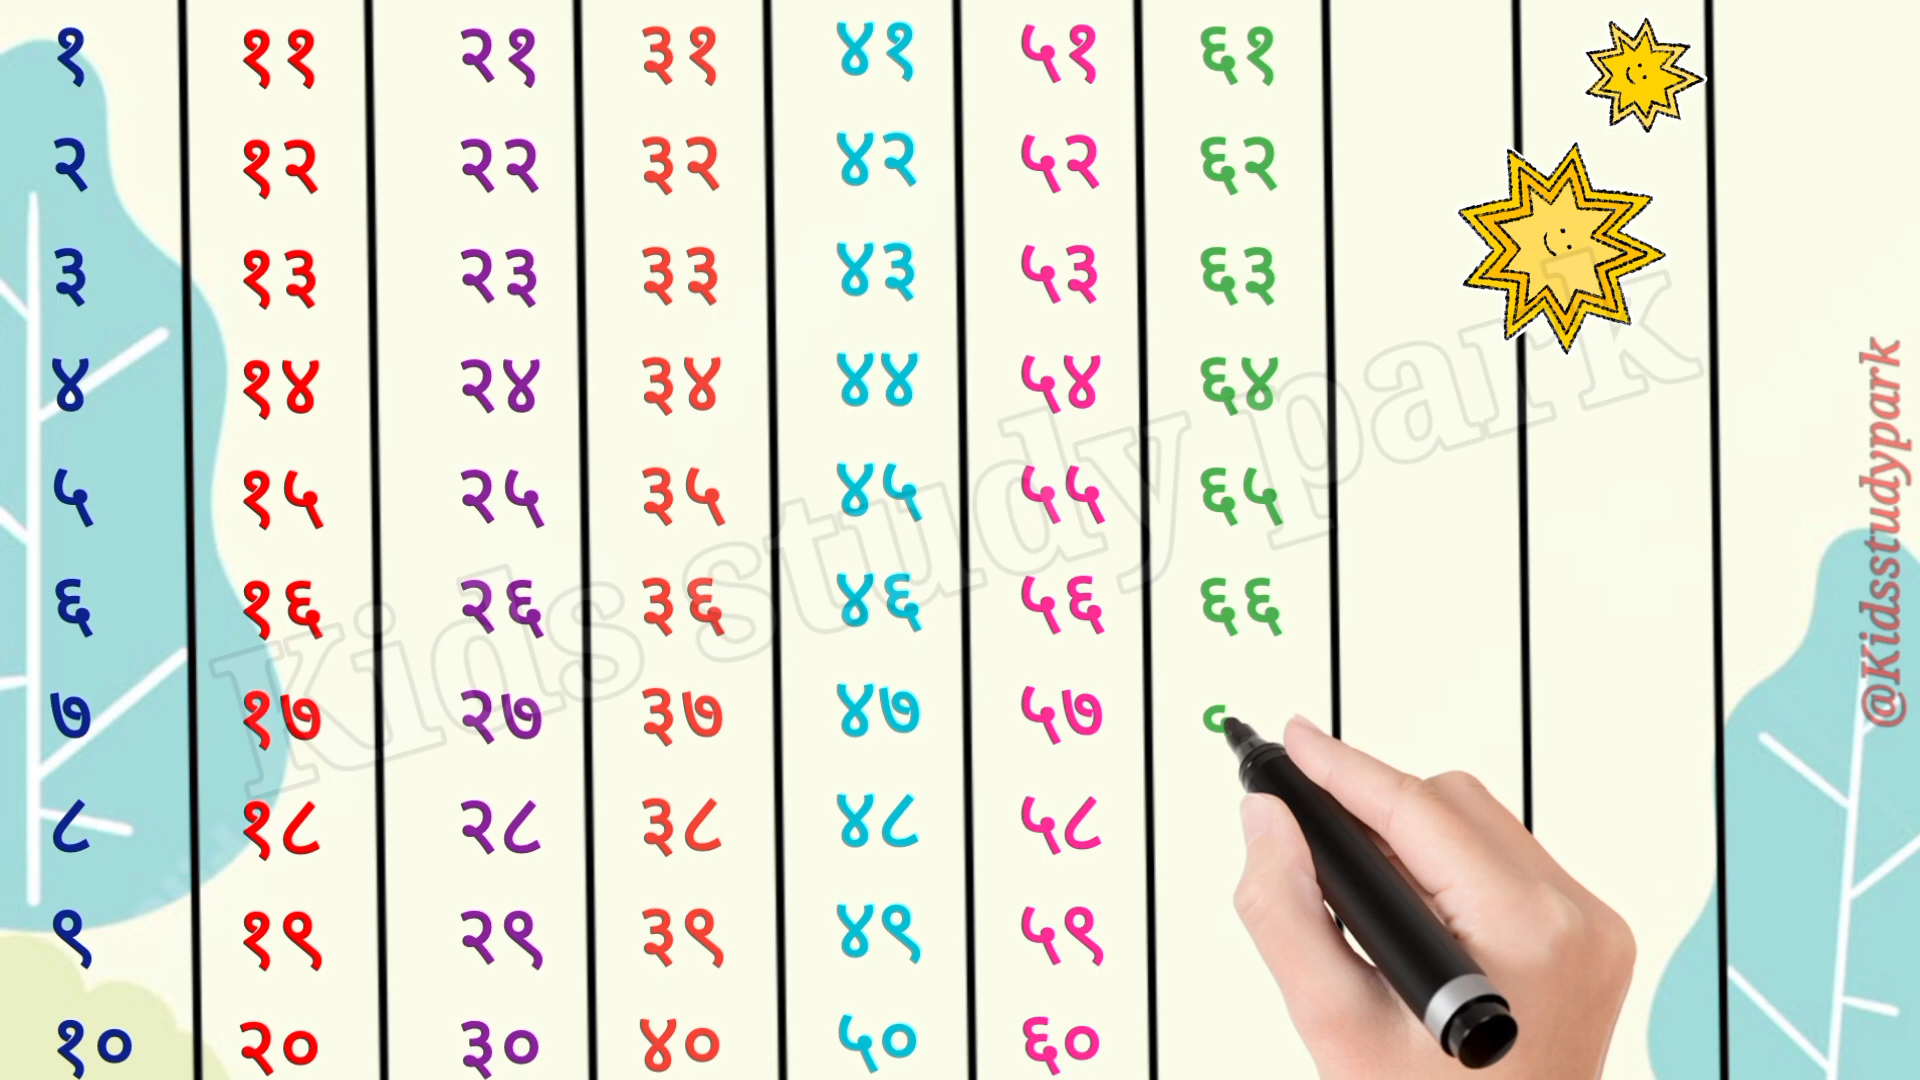 १ ११ २१ ३१ ४१ ५१ ६१
२ १२ २२ ३२ ४२ ५२ ६२
३ १३ २३ ३३ ४३ ५३ ६३
४ १४ २४ ३४ ४४ ५४ ६४
५ १५ २५ ३५ ४५ ५५ ६५
६ १६ २६ ३६ ४६ ५६ ६६
७ १७ २७ ३७ ४७ ५७
८ १८ २८ ३८ ४८ ५८
९ १९ २९ ३९ ४९ ५९
१० २० ३० ४० ५० ६०
Kids study park
@Kidsstudypark